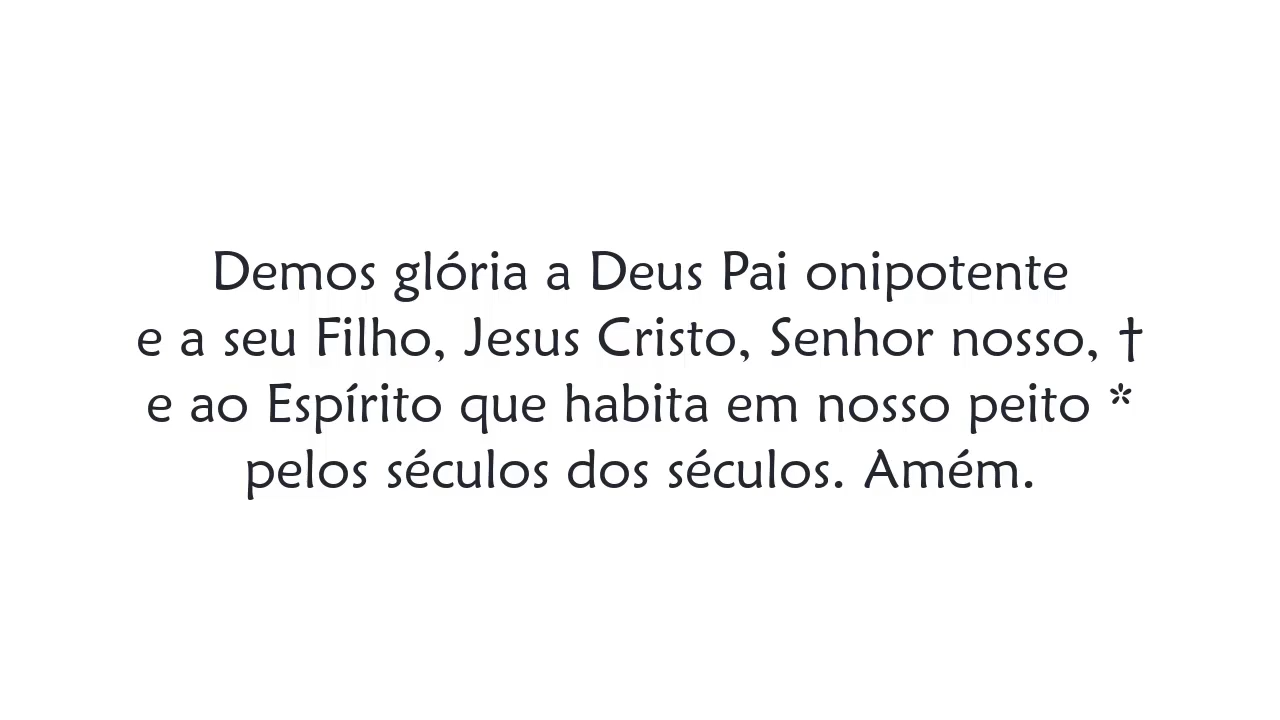 Demos glória a Deus Pai onipotente
e a seu Filho, Jesus Cristo, Senhor nosso, †
e ao Espírito que habita em nosso peito *
pelos séculos dos séculos. Amém.